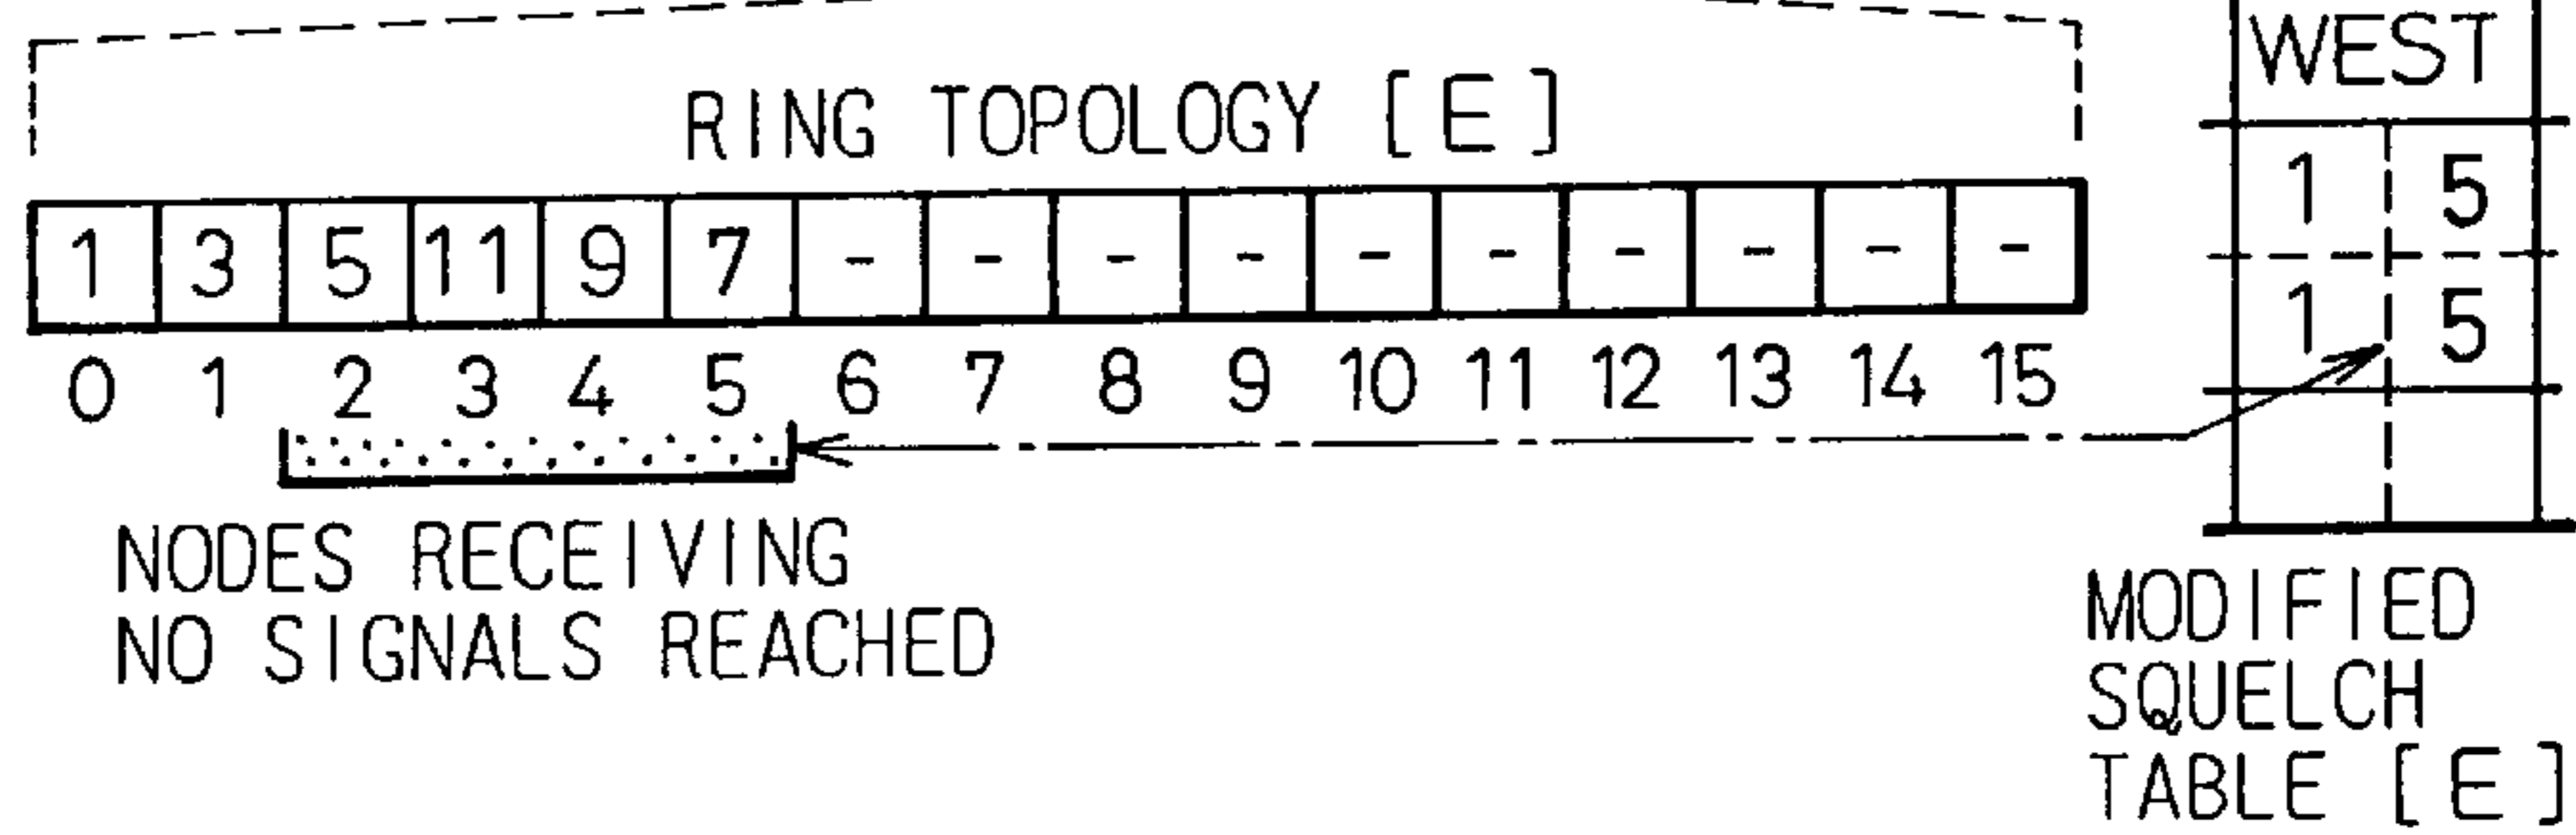 RING TOPOLOGY [E]
1 3 5 11 9 7 - - - - - - - - - -
0 1 2 3 4 5 6 7 8 9 10 11 12 13 14 15
NODES RECEIVING
NO SIGNALS REACHED
WEST
1 5
1 5
MODIFIED
SQUELCH
TABLE [E]